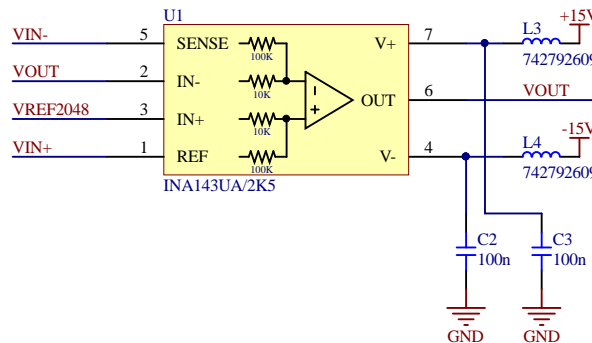 U1
VIN- 5 SENSE 100K V+ 7 L3 +15V
742792609
VOUT 2 IN- 10K OUT 6 VOUT
VREF2048 3 IN+ 10K
VIN+ 1 REF 100K V- 4 L4 -15V
742792609
INA143UA/2K5
C2
100n
C3
100n
GND
GND